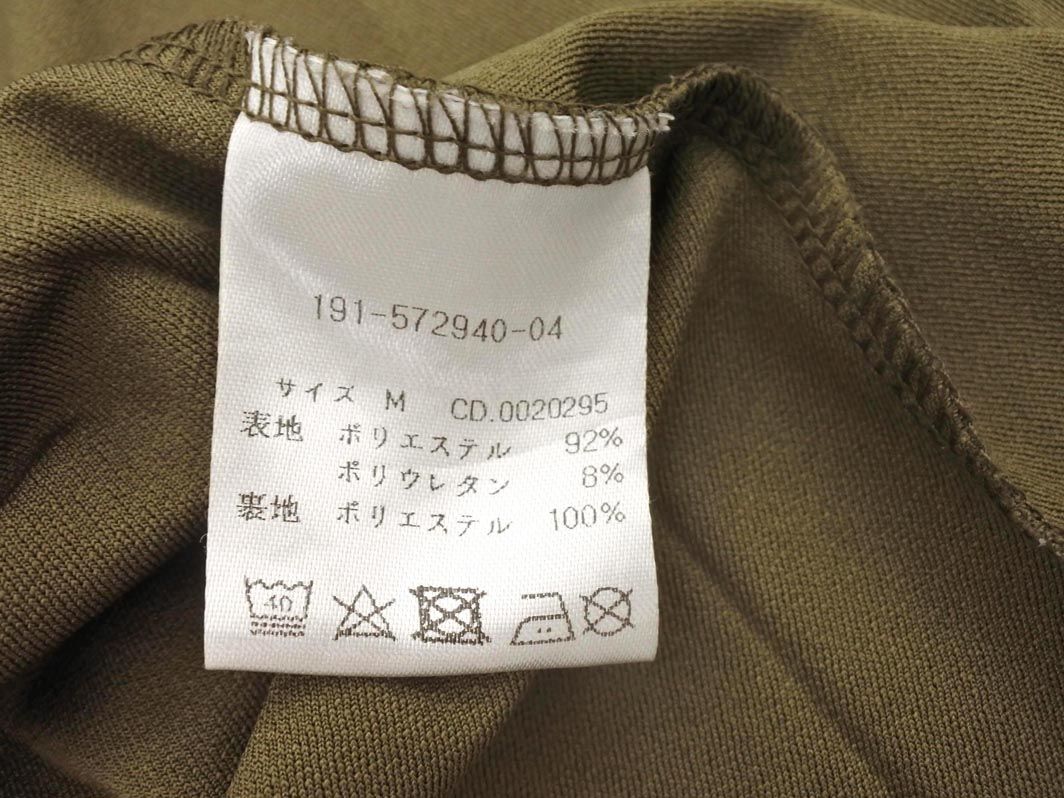 191-572940-04
サイズ M CD.0020295
表地 ポリエステル 92%
ポリウレタン 8%
裏地 ポリエステル 100%
40